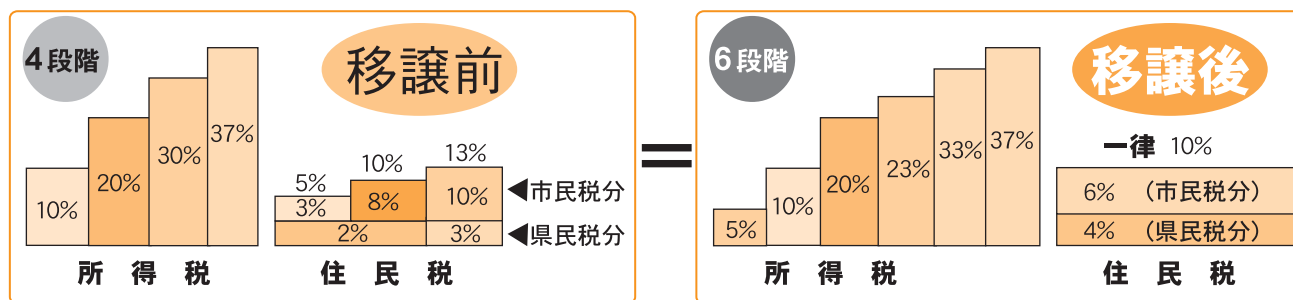 4段階
移譲前
10%
20%
30%
37%
5%
10%
13%
3%
8%
10%
◀市民税分
2%
3%
◀県民税分
所得税
住民税
=
6段階
移譲後
5%
10%
20%
23%
33%
37%
一律 10%
6% (市民税分)
4% (県民税分)
所得税
住民税